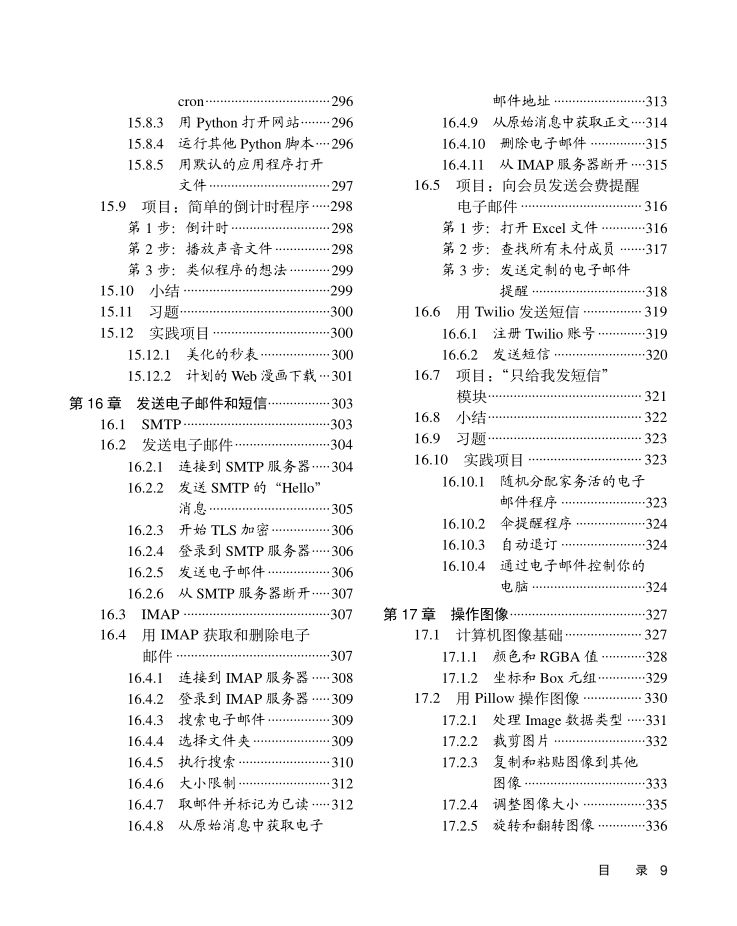 cron……………………………296
15.8.3 用 Python 打开网站……296
15.8.4 运行其他 Python 脚本…296
15.8.5 用默认的应用程序打开
文件…………………………297
15.9 项目：简单的倒计时程序……298
第 1 步：倒计时……………………298
第 2 步：播放声音文件……………298
第 3 步：类似程序的想法…………299
15.10 小结………………………………299
15.11 习题………………………………300
15.12 实践项目…………………………300
15.12.1 美化的秒表………………300
15.12.2 计划的 Web 漫画下载…301
第 16 章 发送电子邮件和短信……………303
16.1 SMTP………………………………303
16.2 发送电子邮件……………………304
16.2.1 连接到 SMTP 服务器……304
16.2.2 发送 SMTP 的“Hello”
消息…………………………305
16.2.3 开始 TLS 加密……………306
16.2.4 登录到 SMTP 服务器……306
16.2.5 发送电子邮件……………306
16.2.6 从 SMTP 服务器断开……307
16.3 IMAP………………………………307
16.4 用 IMAP 获取和删除电子
邮件…………………………………307
16.4.1 连接到 IMAP 服务器……308
16.4.2 登录到 IMAP 服务器……309
16.4.3 搜索电子邮件……………309
16.4.4 选择文件夹………………309
16.4.5 执行搜索…………………310
16.4.6 大小限制…………………312
16.4.7 取邮件并标记为已读……312
16.4.8 从原始消息中获取电子
邮件地址……………………313
16.4.9 从原始消息中获取正文…314
16.4.10 删除电子邮件……………315
16.4.11 从 IMAP 服务器断开…315
16.5 项目：向会员发送会费提醒
电子邮件……………………………316
第 1 步：打开 Excel 文件…………316
第 2 步：查找所有未付成员………317
第 3 步：发送定制的电子邮件
提醒…………………………318
16.6 用 Twilio 发送短信………………319
16.6.1 注册 Twilio 账号…………319
16.6.2 发送短信…………………320
16.7 项目：“只给我发短信”
模块…………………………………321
16.8 小结…………………………………322
16.9 习题…………………………………323
16.10 实践项目…………………………323
16.10.1 随机分配家务活的电子
邮件程序…………………323
16.10.2 伞提醒程序………………324
16.10.3 自动退订…………………324
16.10.4 通过电子邮件控制你的
电脑…………………………324
第 17 章 操作图像……………………………327
17.1 计算机图像基础…………………327
17.1.1 颜色和 RGBA 值…………328
17.1.2 坐标和 Box 元组…………329
17.2 用 Pillow 操作图像………………330
17.2.1 处理 Image 数据类型……331
17.2.2 裁剪图片…………………332
17.2.3 复制和粘贴图像到其他
图像…………………………333
17.2.4 调整图像大小……………335
17.2.5 旋转和翻转图像…………336
目 录 9